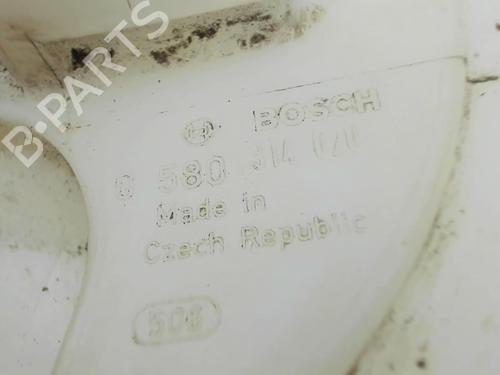 B-PARTS
BOSCH
0 580 314 020
Made in
Czech Republic
506